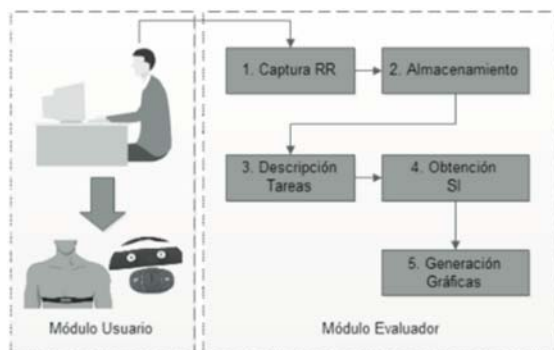 1. Captura RR
2. Almacenamiento
3. Descripción
Tareas
4. Obtención
SI
5. Generación
Gráficas
Módulo Usuario
Módulo Evaluador